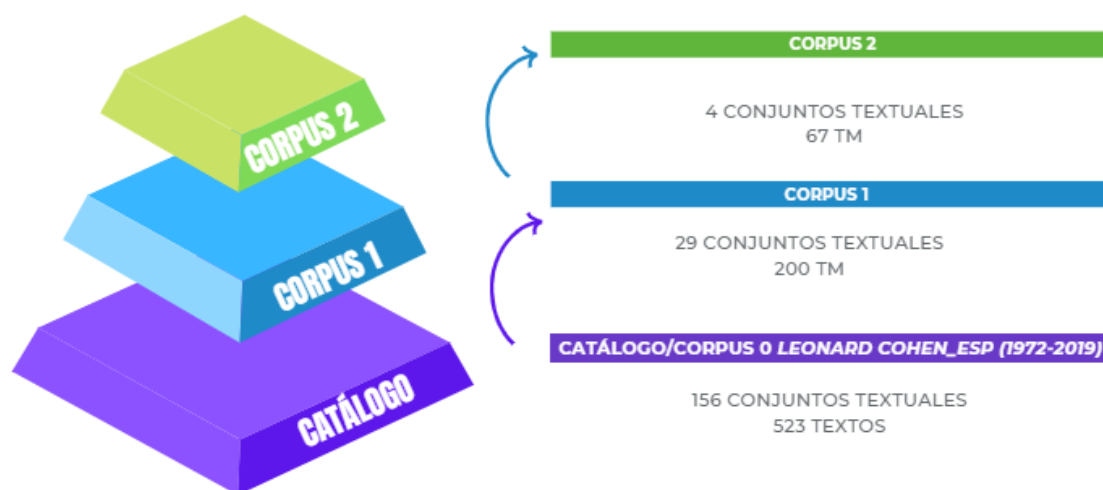 CORPUS 2
CORPUS 1
CATÁLOGO
CORPUS 2
4 CONJUNTOS TEXTUALES
67 TM
CORPUS 1
29 CONJUNTOS TEXTUALES
200 TM
CATÁLOGO/CORPUS 0 LEONARD COHEN_ESP (1972-2019)
156 CONJUNTOS TEXTUALES
523 TEXTOS